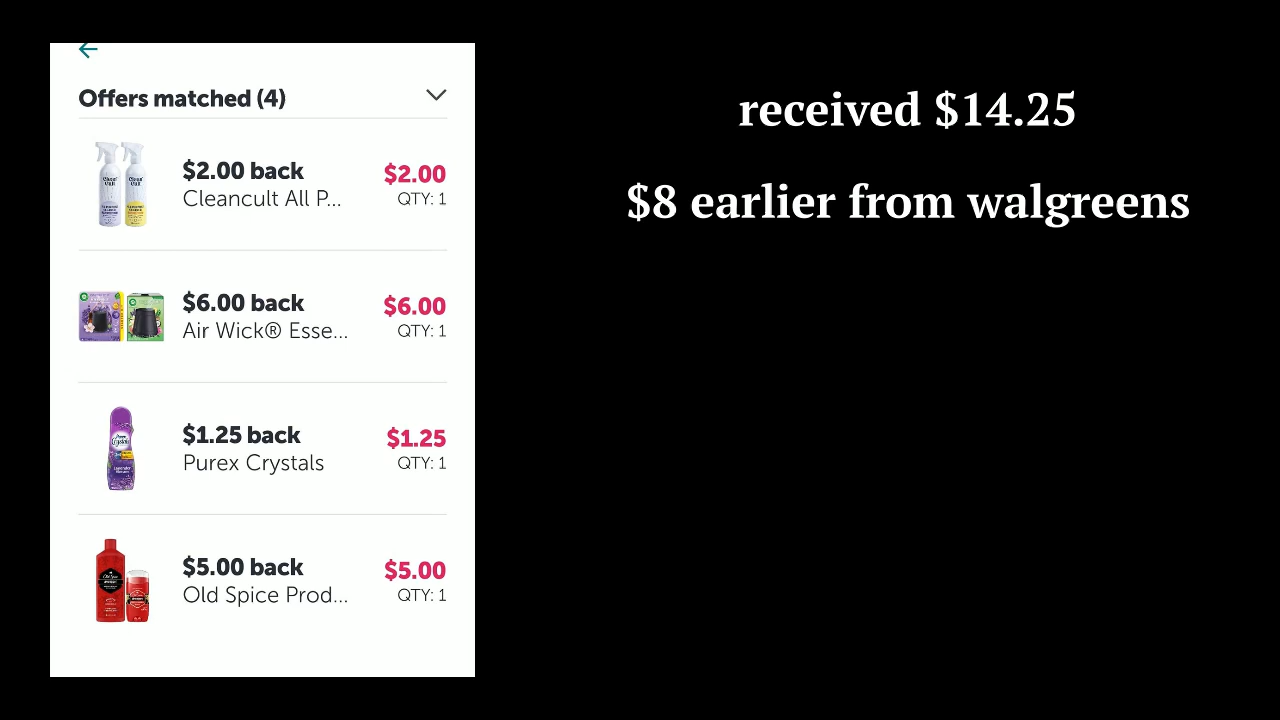 Offers matched (4)
$2.00 back
$2.00
Cleancult All P...
QTY: 1
$6.00 back
$6.00
Air Wick® Esse...
QTY: 1
$1.25 back
$1.25
Purex Crystals
QTY: 1
$5.00 back
$5.00
Old Spice Prod...
QTY: 1
received $14.25
$8 earlier from walgreens